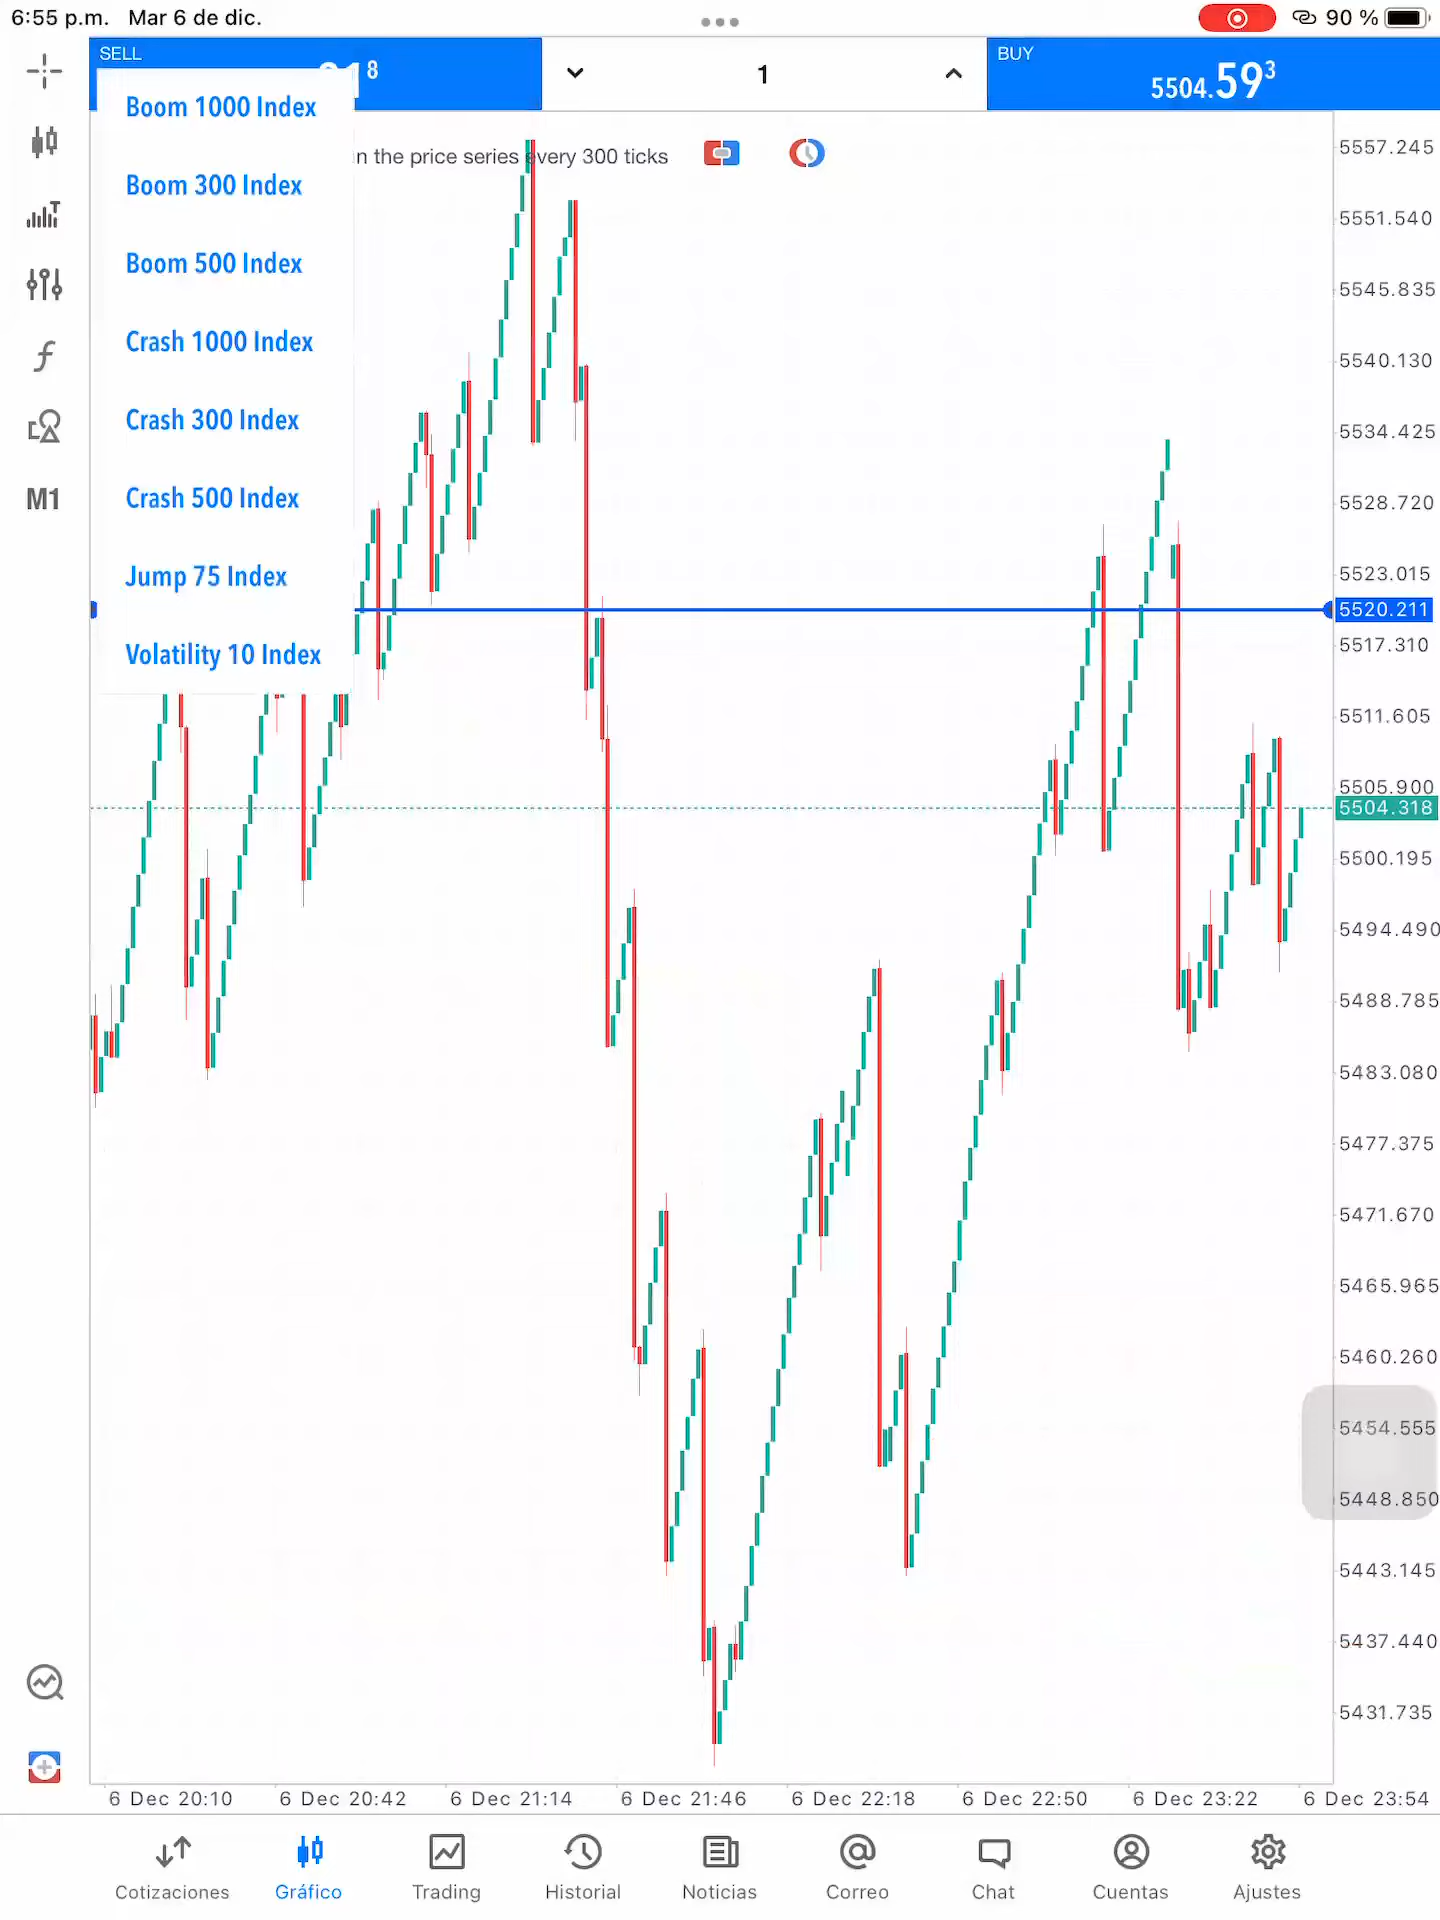 6:55 p.m. Mar 6 de dic.
90 %
SELL
8
1
BUY
5504.593
Boom 1000 Index
Boom 300 Index
Boom 500 Index
Crash 1000 Index
Crash 300 Index
Crash 500 Index
Jump 75 Index
Volatility 10 Index
in the price series every 300 ticks
T
f
M1
5557.245
5551.540
5545.835
5540.130
5534.425
5528.720
5523.015
5520.211
5517.310
5511.605
5505.900
5504.318
5500.195
5494.490
5488.785
5483.080
5477.375
5471.670
5465.965
5460.260
5454.555
5448.850
5443.145
5437.440
5431.735
6 Dec 20:10 6 Dec 20:42 6 Dec 21:14 6 Dec 21:46 6 Dec 22:18 6 Dec 22:50 6 Dec 23:22 6 Dec 23:54
Cotizaciones Gráfico Trading Historial Noticias Correo Chat Cuentas Ajustes